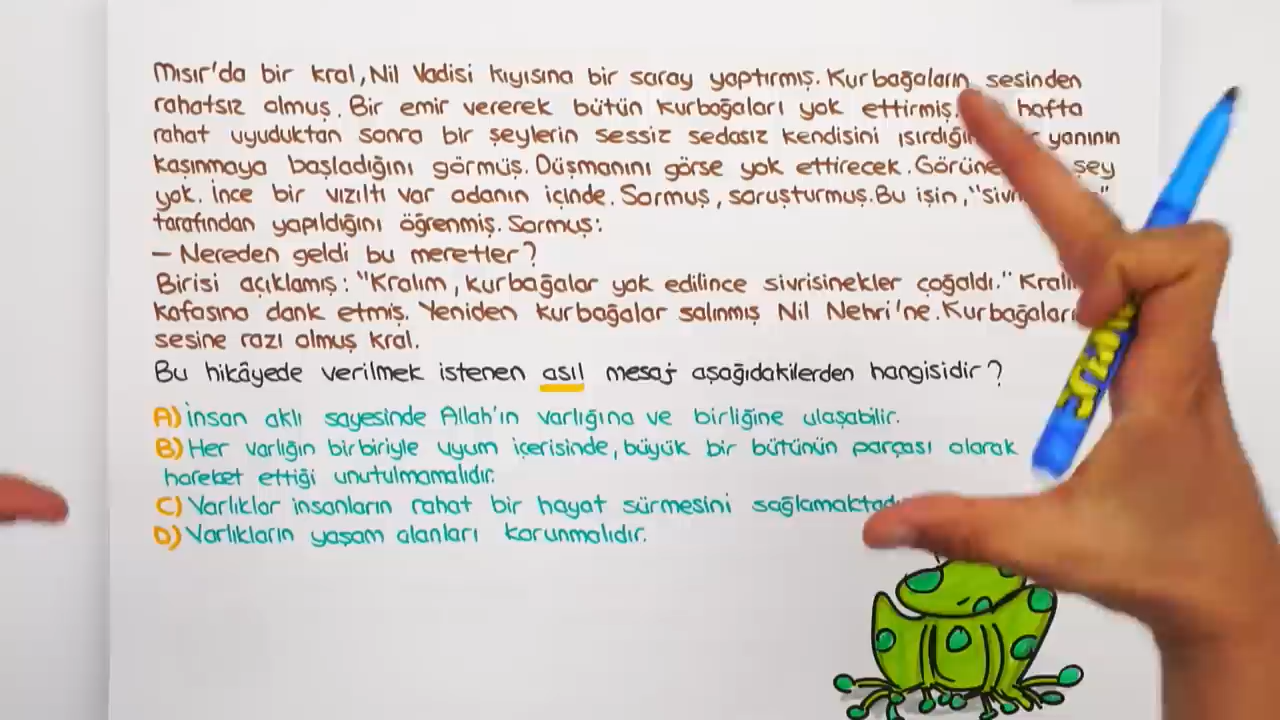 Mısır'da bir kral, Nil Vadisi kıyısına bir saray yaptırmış. Kurbağaların sesinden
rahatsız olmuş. Bir emir vererek bütün kurbağaları yok ettirmiş. hafta
rahat uyuduktan sonra bir şeylerin sessiz sedasız kendisini yanının
kaşınmaya başladığını görmüş. Düşmanını görse yok ettirecek. şey
yok. İnce bir vızıltı var odanın içinde. Sormuş, soruşturmuş. Bu işin,
tarafından yapıldığını öğrenmiş. Sormuş:
— Nereden geldi bu meretler?
Birisi açıklamış: "Kralım, kurbağalar yok edilince sivrisinekler çoğaldı."
kafasına dank etmiş. Yeniden kurbağalar salınmış Nil Nehri'ne.
sesine razı olmuş kral.
Bu hikâyede verilmek istenen asıl mesaj aşağıdakilerden hangisidir?
A) İnsan aklı sayesinde Allah'ın varlığına ve birliğine ulaşabilir.
B) Her varlığın birbiriyle uyum içerisinde, büyük bir bütünün parçası olarak
hareket ettiği unutulmamalıdır.
C) Varlıklar insanların rahat bir hayat sürmesini
D) Varlıkların yaşam alanları korunmalıdır.